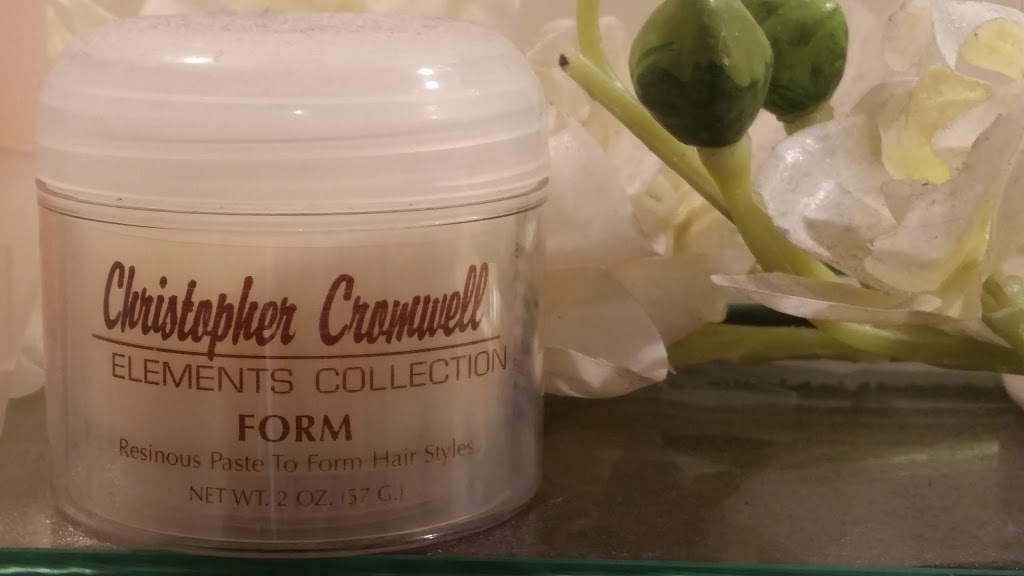 Christopher Cromwell
ELEMENTS COLLECTION
FORM
Resinous Paste To Form Hair Styles
NET WT. 2 OZ. (57 G.)